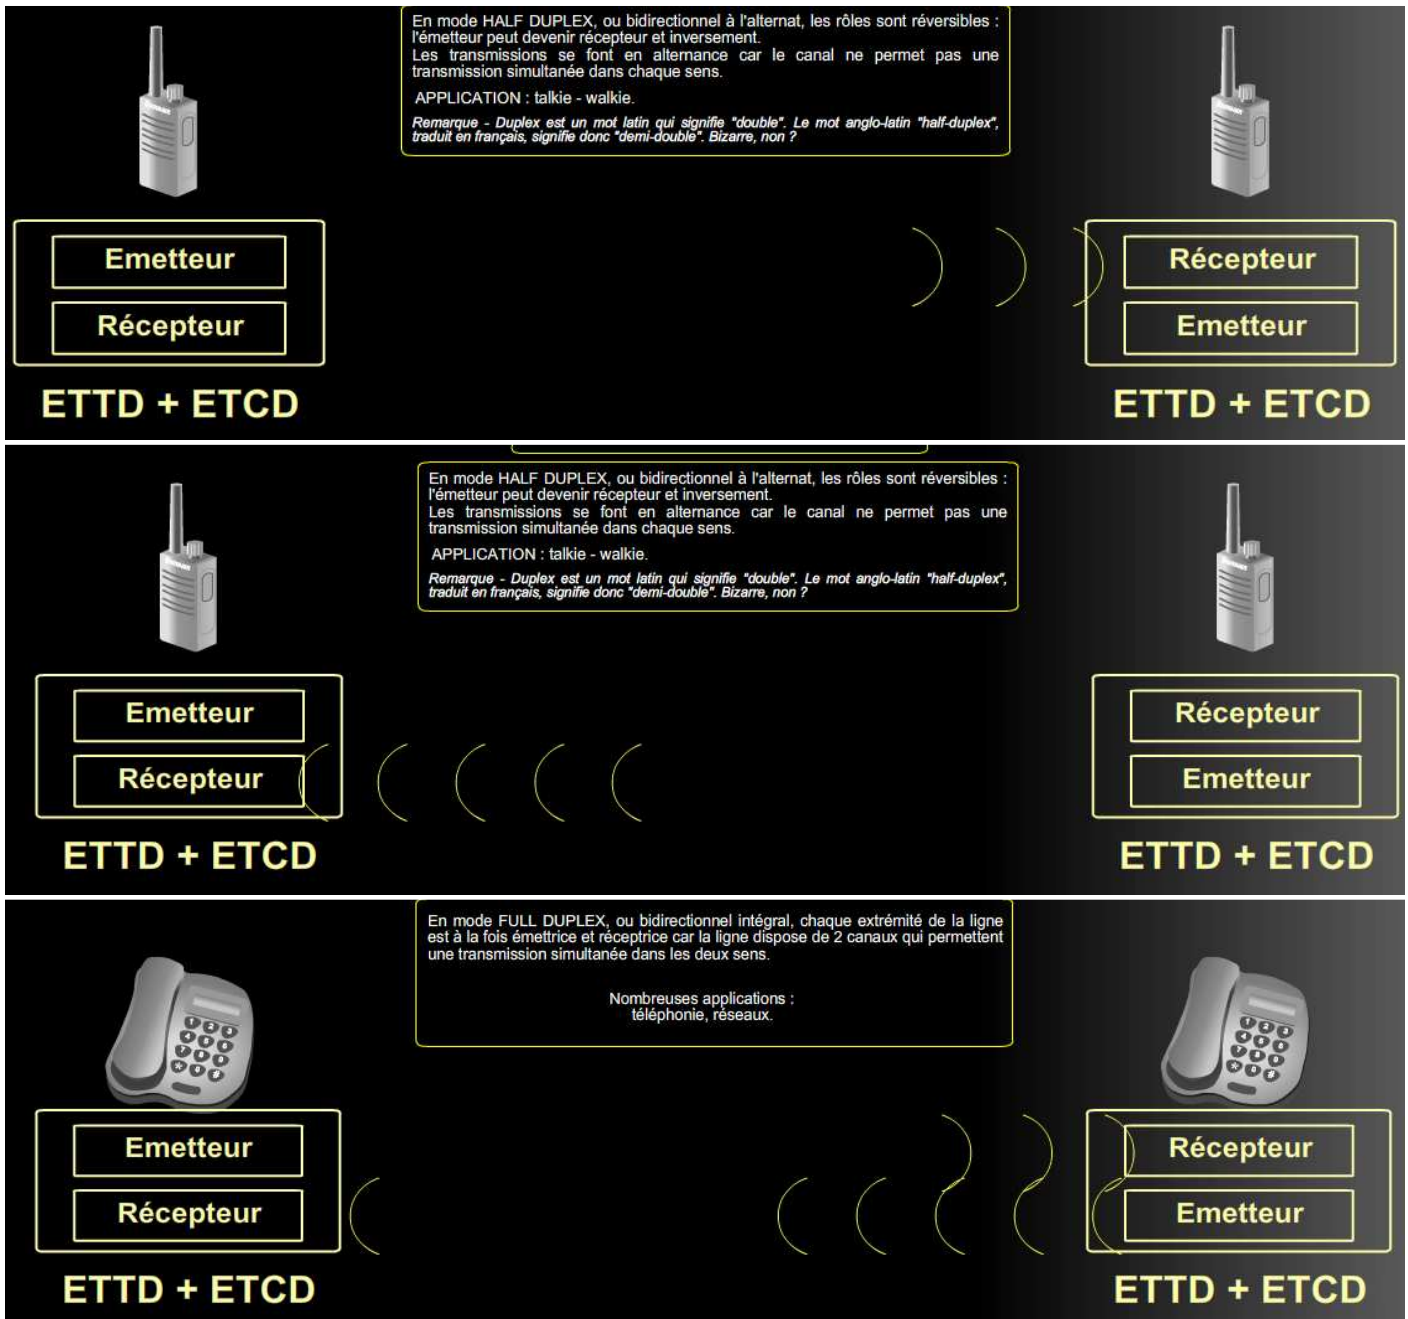 En mode HALF DUPLEX, ou bidirectionnel à l'alternat, les rôles sont réversibles :
l'émetteur peut devenir récepteur et inversement.
Les transmissions se font en alternance car le canal ne permet pas une
transmission simultanée dans chaque sens.
APPLICATION : talkie - walkie.
Remarque - Duplex est un mot latin qui signifie "double". Le mot anglo-latin "half-duplex",
traduit en français, signifie donc "demi-double". Bizarre, non ?
Emetteur
Récepteur
ETTD + ETCD
Récepteur
Emetteur
ETTD + ETCD
En mode HALF DUPLEX, ou bidirectionnel à l'alternat, les rôles sont réversibles :
l'émetteur peut devenir récepteur et inversement.
Les transmissions se font en alternance car le canal ne permet pas une
transmission simultanée dans chaque sens.
APPLICATION : talkie - walkie.
Remarque - Duplex est un mot latin qui signifie "double". Le mot anglo-latin "half-duplex",
traduit en français, signifie donc "demi-double". Bizarre, non ?
Emetteur
Récepteur
ETTD + ETCD
Récepteur
Emetteur
ETTD + ETCD
En mode FULL DUPLEX, ou bidirectionnel intégral, chaque extrémité de la ligne
est à la fois émettrice et réceptrice car la ligne dispose de 2 canaux qui permettent
une transmission simultanée dans les deux sens.
Nombreuses applications :
téléphonie, réseaux.
Emetteur
Récepteur
ETTD + ETCD
Récepteur
Emetteur
ETTD + ETCD